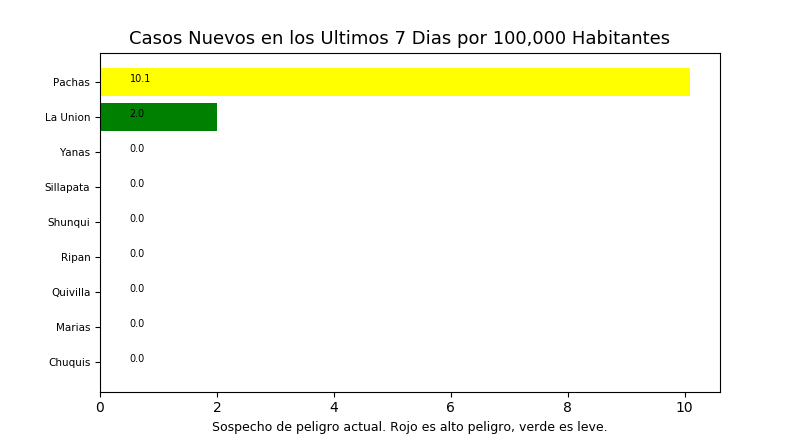 Casos Nuevos en los Ultimos 7 Dias por 100,000 Habitantes
Pachas 10.1
La Union 2.0
Yanas 0.0
Sillapata 0.0
Shunqui 0.0
Ripan 0.0
Quivilla 0.0
Marias 0.0
Chuquis 0.0
0 2 4 6 8 10
Sospecho de peligro actual. Rojo es alto peligro, verde es leve.